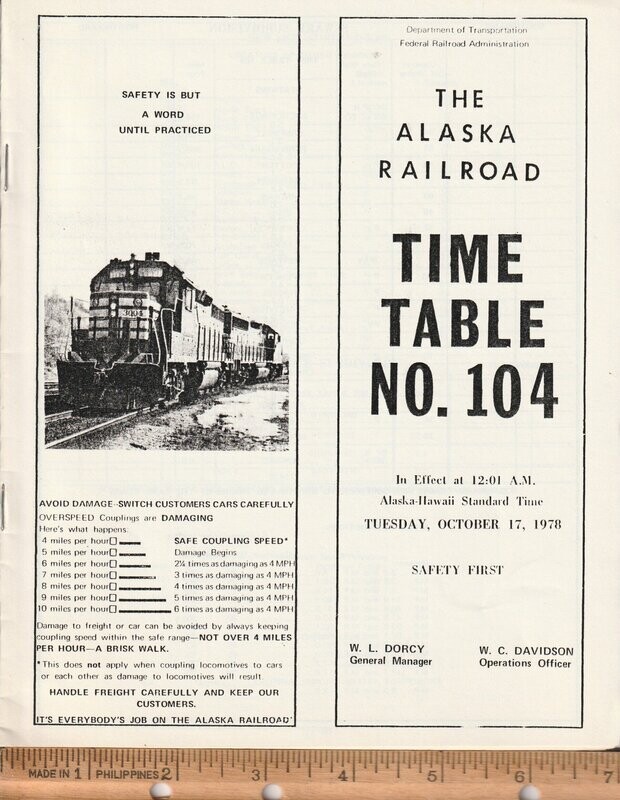 SAFETY IS BUT
A WORD
UNTIL PRACTICED
AVOID DAMAGE--SWITCH CUSTOMERS CARS CAREFULLY
OVERSPEED Couplings are DAMAGING
Here's what happens:
4 miles per hour SAFE COUPLING SPEED*
5 miles per hour Damage Begins
6 miles per hour 2¼ times as damaging as 4 MPH
7 miles per hour 3 times as damaging as 4 MPH
8 miles per hour 4 times as damaging as 4 MPH
9 miles per hour 5 times as damaging as 4 MPH
10 miles per hour 6 times as damaging as 4 MPH
Damage to freight or car can be avoided by always keeping
coupling speed within the safe range—NOT OVER 4 MILES
PER HOUR—A BRISK WALK.
*This does not apply when coupling locomotives to cars
or each other as damage to locomotives will result.
HANDLE FREIGHT CAREFULLY AND KEEP OUR
CUSTOMERS.
IT'S EVERYBODY'S JOB ON THE ALASKA RAILROAD'
Department of Transportation
Federal Railroad Administration
THE
ALASKA
RAILROAD
TIME
TABLE
NO. 104
In Effect at 12:01 A.M.
Alaska-Hawaii Standard Time
TUESDAY, OCTOBER 17, 1978
SAFETY FIRST
W. L. DORCY
General Manager
W. C. DAVIDSON
Operations Officer
MADE IN 1 PHILIPPINES 2 3 4 5 6 7